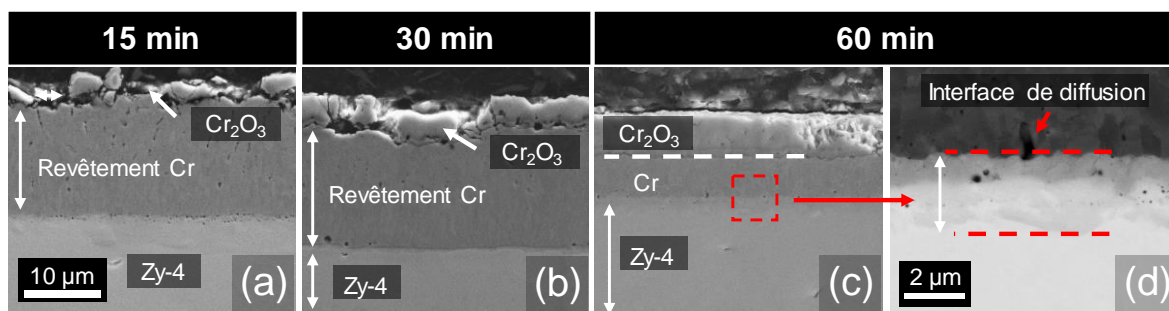 15 min
30 min
60 min
Cr₂O₃
Revêtement Cr
10 µm
Zy-4
(a)
Cr₂O₃
Revêtement Cr
Zy-4
(b)
Cr₂O₃
Cr
Zy-4
(c)
Interface de diffusion
2 µm
(d)